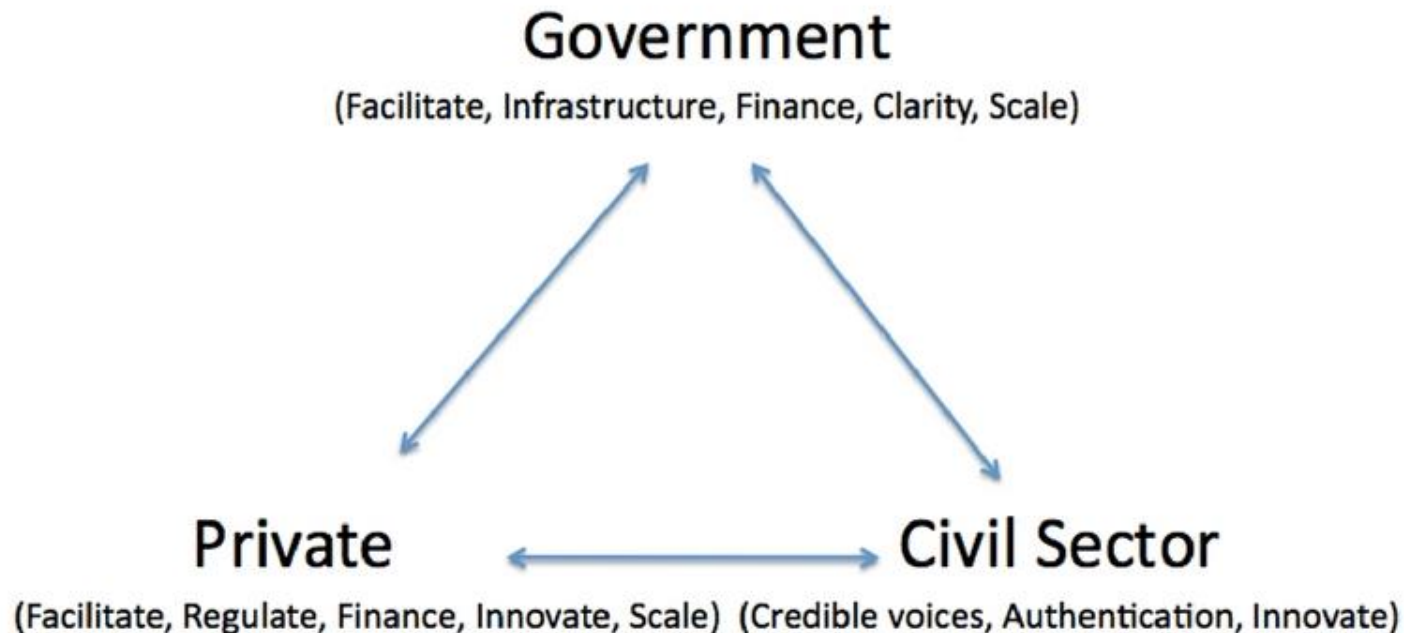 Government
(Facilitate, Infrastructure, Finance, Clarity, Scale)
Private
Civil Sector
(Facilitate, Regulate, Finance, Innovate, Scale)
(Credible voices, Authentication, Innovate)